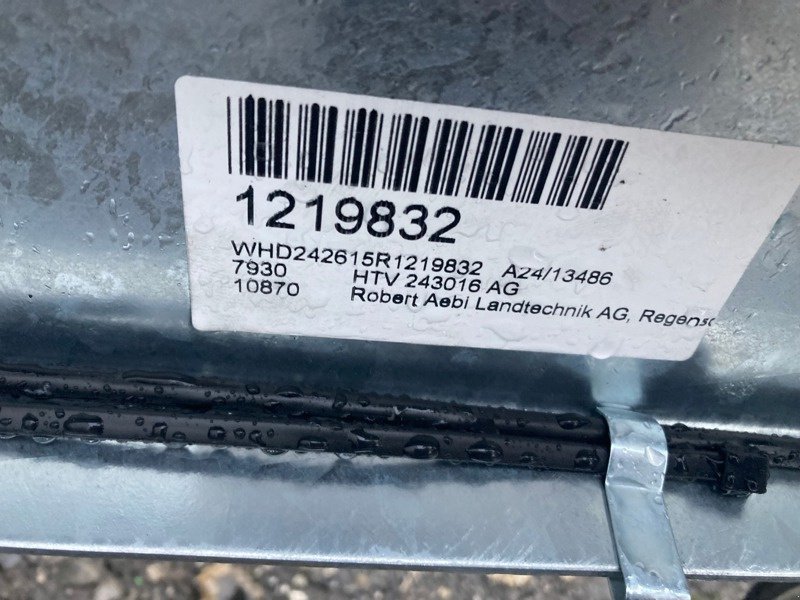 1219832
WHD242615R1219832 A24/13486
7930 HTV 243016 AG
10870 Robert Aebi Landtechnik AG,